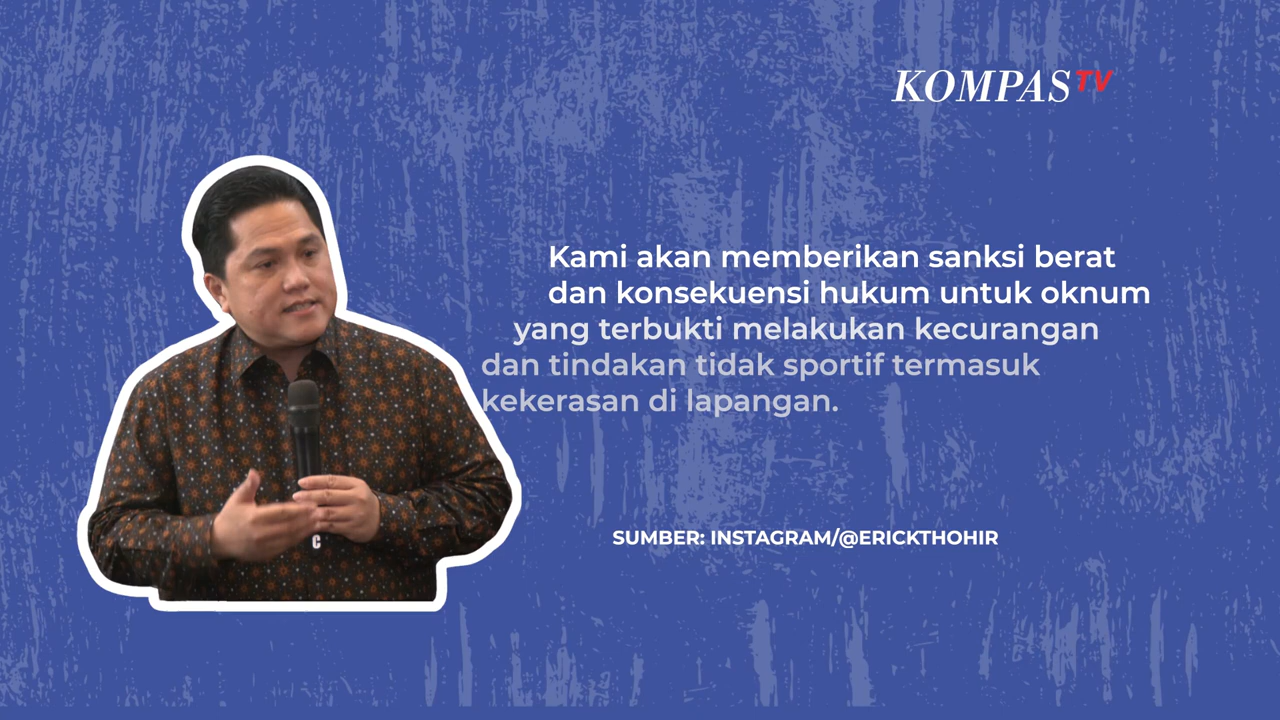 KOMPASTV
Kami akan memberikan sanksi berat
dan konsekuensi hukum untuk oknum
yang terbukti melakukan kecurangan
dan tindakan tidak sportif termasuk
kekerasan di lapangan.
SUMBER: INSTAGRAM/@ERICKTHOHIR
C